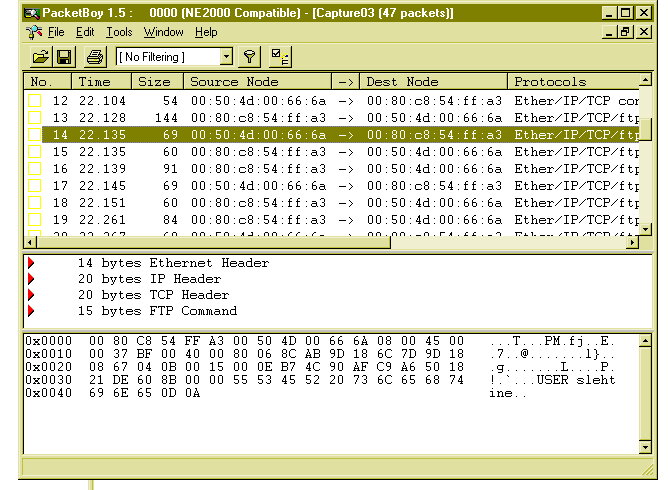 PacketBoy 1.5 : 0000 (NE2000 Compatible) - [Capture03 (47 packets)]
File Edit Tools Window Help
[ No Filtering ]
No. Time Size Source Node --> Dest Node Protocols
12 22.104 54 00:50:4d:00:66:6a --> 00:80:c8:54:ff:a3 Ether/IP/TCP con
13 22.128 144 00:80:c8:54:ff:a3 --> 00:50:4d:00:66:6a Ether/IP/TCP/ftp
14 22.135 69 00:50:4d:00:66:6a --> 00:80:c8:54:ff:a3 Ether/IP/TCP/ftp
15 22.135 60 00:80:c8:54:ff:a3 --> 00:50:4d:00:66:6a Ether/IP/TCP/ftp
16 22.139 91 00:80:c8:54:ff:a3 --> 00:50:4d:00:66:6a Ether/IP/TCP/ftp
17 22.145 69 00:50:4d:00:66:6a --> 00:80:c8:54:ff:a3 Ether/IP/TCP/ftp
18 22.151 60 00:80:c8:54:ff:a3 --> 00:50:4d:00:66:6a Ether/IP/TCP/ftp
19 22.261 84 00:80:c8:54:ff:a3 --> 00:50:4d:00:66:6a Ether/IP/TCP/ftp
14 bytes Ethernet Header
20 bytes IP Header
20 bytes TCP Header
15 bytes FTP Command
0x0000 00 80 C8 54 FF A3 00 50 4D 00 66 6A 08 00 45 00 ...T...PM.fj..E.
0x0010 00 37 BF 00 40 00 80 06 8C AB 9D 18 6C 7D 9D 18 .7..@.......l}..
0x0020 08 67 04 0B 00 15 00 0E B7 4C 90 AF C9 A6 50 18 .g.......L....P.
0x0030 21 DE 60 8B 00 00 55 53 45 52 20 73 6C 65 68 74 !.`...USER sleht
0x0040 69 6E 65 0D 0A ine..